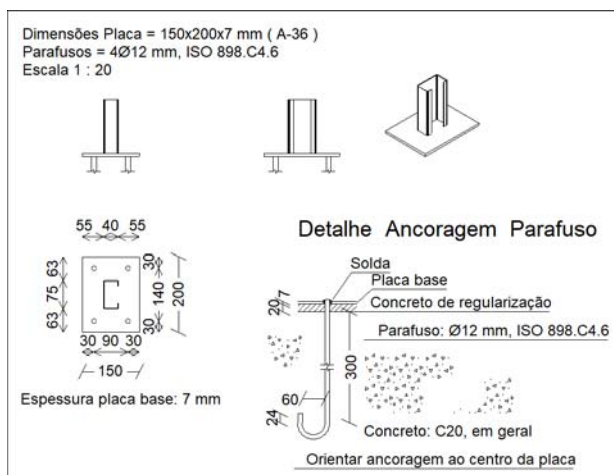 Dimensões Placa = 150x200x7 mm ( A-36 )
Parafusos = 4Ø12 mm, ISO 898.C4.6
Escala 1 : 20
55 40 55
63
75
63
30
140
30
200
30 90 30
150
Espessura placa base: 7 mm
Detalhe Ancoragem Parafuso
Solda
Placa base
7
20
Concreto de regularização
Parafuso: Ø12 mm, ISO 898.C4.6
300
60
24
Concreto: C20, em geral
Orientar ancoragem ao centro da placa